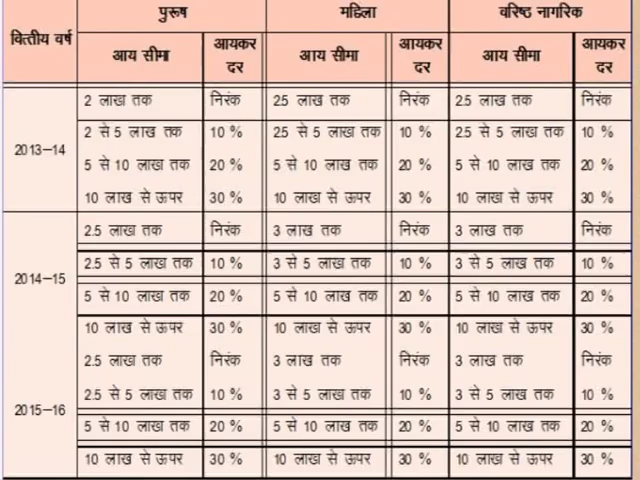 वित्तीय वर्ष पुरूष महिला वरिष्ठ नागरिक
आय सीमा आयकर दर आय सीमा आयकर दर आय सीमा आयकर दर
2 लाख तक निरंक 2.5 लाख तक निरंक 2.5 लाख तक निरंक
2 से 5 लाख तक 10 % 2.5 से 5 लाख तक 10 % 2.5 से 5 लाख तक 10 %
2013–14 5 से 10 लाख तक 20 % 5 से 10 लाख तक 20 % 5 से 10 लाख तक 20 %
10 लाख से ऊपर 30 % 10 लाख से ऊपर 30 % 10 लाख से ऊपर 30 %
2.5 लाख तक निरंक 3 लाख तक निरंक 3 लाख तक निरंक
2014–15 2.5 से 5 लाख तक 10 % 3 से 5 लाख तक 10 % 3 से 5 लाख तक 10 %
5 से 10 लाख तक 20 % 5 से 10 लाख तक 20 % 5 से 10 लाख तक 20 %
10 लाख से ऊपर 30 % 10 लाख से ऊपर 30 % 10 लाख से ऊपर 30 %
2.5 लाख तक निरंक 3 लाख तक निरंक 3 लाख तक निरंक
2015–16 2.5 से 5 लाख तक 10 % 3 से 5 लाख तक 10 % 3 से 5 लाख तक 10 %
5 से 10 लाख तक 20 % 5 से 10 लाख तक 20 % 5 से 10 लाख तक 20 %
10 लाख से ऊपर 30 % 10 लाख से ऊपर 30 % 10 लाख से ऊपर 30 %